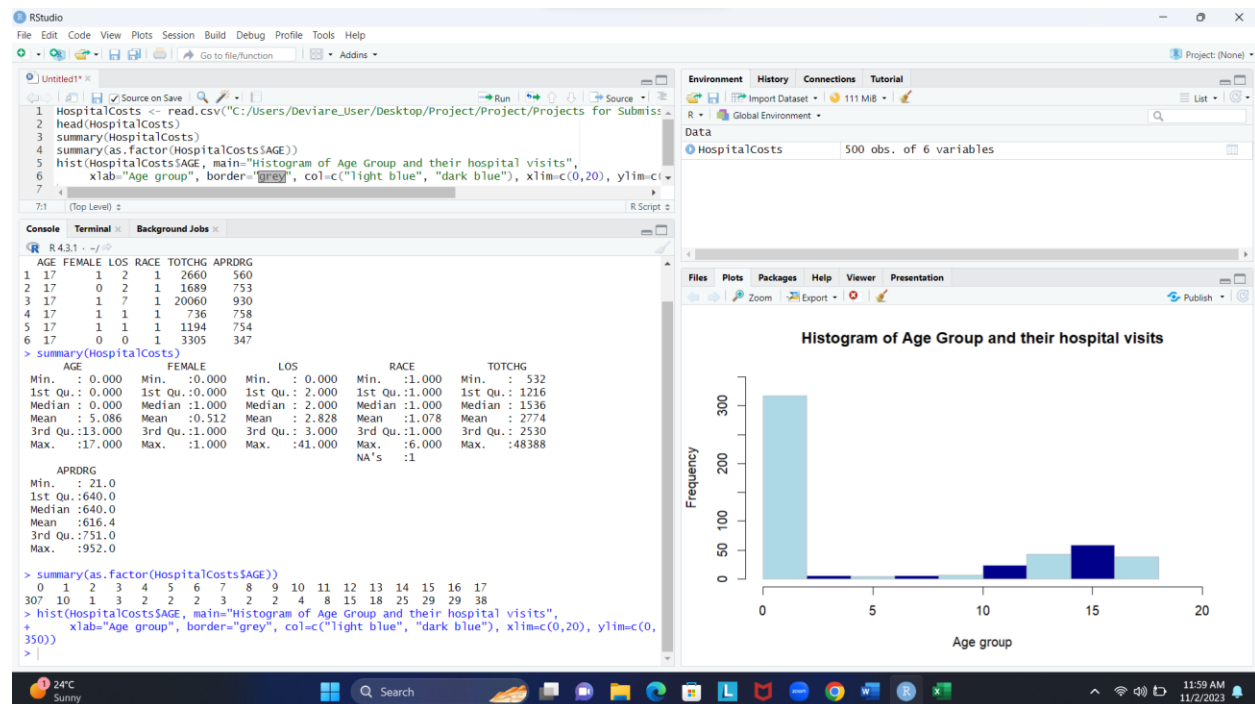 RStudio
File Edit Code View Plots Session Build Debug Profile Tools Help
Go to file/function Addins Project: (None)
Untitled1*
Source on Save Run Source
1 HospitalCosts <- read.csv("C:/Users/Deviare_User/Desktop/Project/Project/Projects for Submiss
2 head(HospitalCosts)
3 summary(HospitalCosts)
4 summary(as.factor(HospitalCosts$AGE))
5 hist(HospitalCosts$AGE, main="Histogram of Age Group and their hospital visits",
6 xlab="Age group", border="grey", col=c("light blue", "dark blue"), xlim=c(0,20), ylim=c(
7
7:1 (Top Level) R Script
Console Terminal Background Jobs
R 4.3.1 · ~/
AGE FEMALE LOS RACE TOTCHG APRDRG
1 17 1 2 1 2660 560
2 17 0 2 1 1689 753
3 17 1 7 1 20060 930
4 17 1 1 1 736 758
5 17 1 1 1 1194 754
6 17 0 0 1 3305 347
> summary(HospitalCosts)
AGE FEMALE LOS RACE TOTCHG
Min. : 0.000 Min. :0.000 Min. : 0.000 Min. :1.000 Min. : 532
1st Qu.: 0.000 1st Qu.:0.000 1st Qu.: 2.000 1st Qu.:1.000 1st Qu.: 1216
Median : 0.000 Median :1.000 Median : 2.000 Median :1.000 Median : 1536
Mean : 5.086 Mean :0.512 Mean : 2.828 Mean :1.078 Mean : 2774
3rd Qu.:13.000 3rd Qu.:1.000 3rd Qu.: 3.000 3rd Qu.:1.000 3rd Qu.: 2530
Max. :17.000 Max. :1.000 Max. :41.000 Max. :6.000 Max. :48388
NA's :1
APRDRG
Min. : 21.0
1st Qu.:640.0
Median :640.0
Mean :616.4
3rd Qu.:751.0
Max. :952.0
> summary(as.factor(HospitalCosts$AGE))
0 1 2 3 4 5 6 7 8 9 10 11 12 13 14 15 16 17
307 10 1 3 2 2 2 3 2 2 4 8 15 18 25 29 29 38
> hist(HospitalCosts$AGE, main="Histogram of Age Group and their hospital visits",
+ xlab="Age group", border="grey", col=c("light blue", "dark blue"), xlim=c(0,20), ylim=c(0,
350))
>
Environment History Connections Tutorial
Import Dataset 111 MiB List
R Global Environment
Data
HospitalCosts 500 obs. of 6 variables
Files Plots Packages Help Viewer Presentation
Zoom Export Publish
Histogram of Age Group and their hospital visits
Frequency
300
200
100
50
0
0 5 10 15 20
Age group
1
24°C
Sunny
Search
L
zoom
W
R
X
11:59 AM
11/2/2023